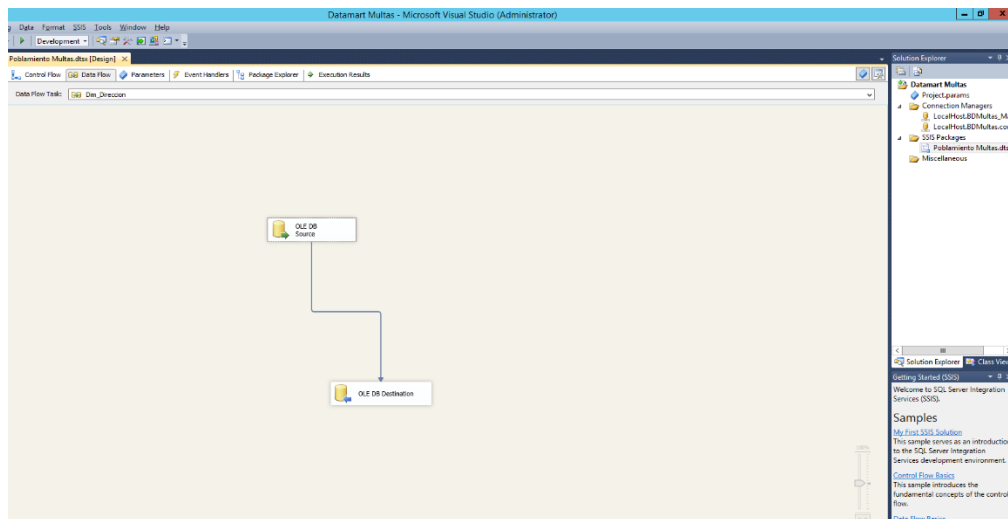 Datamart Multas - Microsoft Visual Studio (Administrator)
Data Format SSIS Tools Window Help
Development
Poblamiento Multas.dtsx [Design]
Control Flow Data Flow Parameters Event Handlers Package Explorer Execution Results
Data Flow Task: Dim_Direccion
OLE DB
Source
OLE DB Destination
Solution Explorer
Datamart Multas
Project.params
Connection Managers
LocalHost.BDMultas_Ma
LocalHost.BDMultas.con
SSIS Packages
Poblamiento Multas.dts
Miscellaneous
Solution Explorer Class View
Getting Started (SSIS)
Welcome to SQL Server Integration
Services (SSIS).
Samples
My First SSIS Solution
This sample serves as an introduction
to the SQL Server Integration
Services development environment.
Control Flow Basics
This sample introduces the
fundamental concepts of the control
flow.
Data Flow Basics